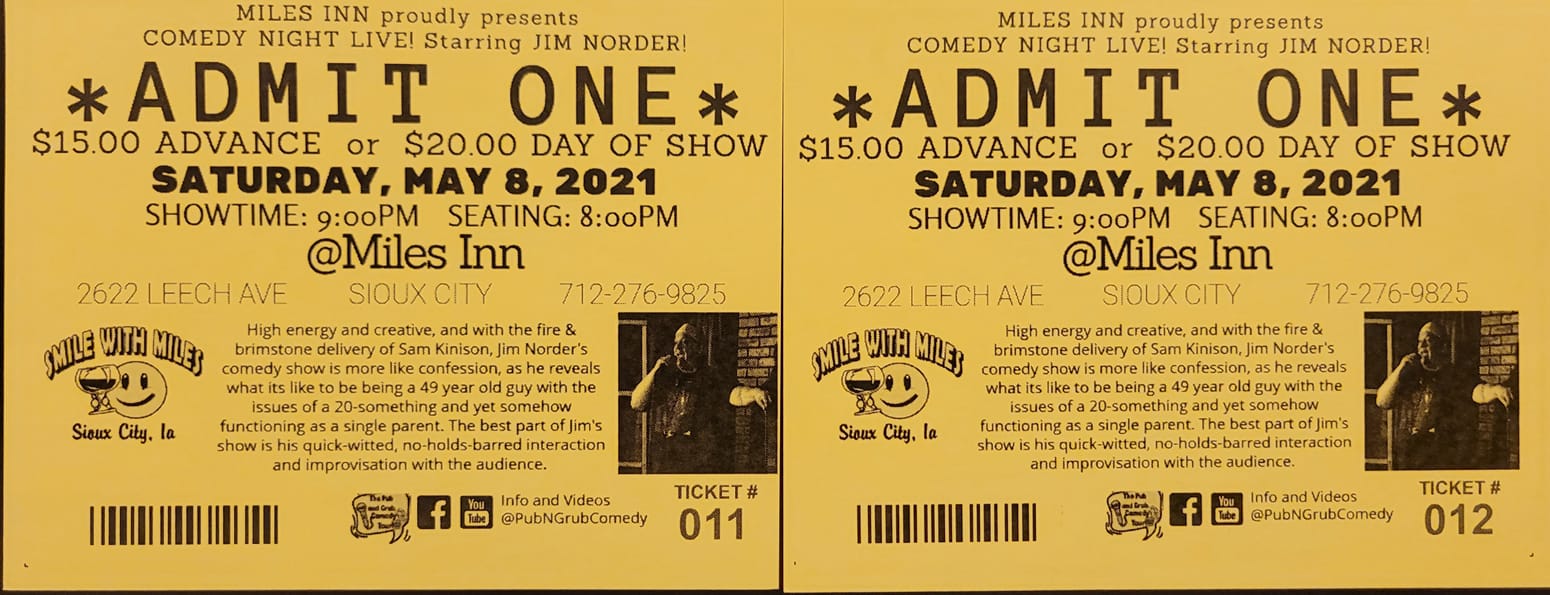 MILES INN proudly presents
COMEDY NIGHT LIVE! Starring JIM NORDER!
*ADMIT ONE*
$15.00 ADVANCE or $20.00 DAY OF SHOW
SATURDAY, MAY 8, 2021
SHOWTIME: 9:00PM SEATING: 8:00PM
@Miles Inn
2622 LEECH AVE SIOUX CITY 712-276-9825
SMILE WITH MILES
Sioux City, Ia
High energy and creative, and with the fire &
brimstone delivery of Sam Kinison, Jim Norder's
comedy show is more like confession, as he reveals
what its like to be being a 49 year old guy with the
issues of a 20-something and yet somehow
functioning as a single parent. The best part of Jim's
show is his quick-witted, no-holds-barred interaction
and improvisation with the audience.
The Pub
and Grub
Comedy
Tour
f
You
Tube
Info and Videos
@PubNGrubComedy
TICKET #
011
MILES INN proudly presents
COMEDY NIGHT LIVE! Starring JIM NORDER!
*ADMIT ONE*
$15.00 ADVANCE or $20.00 DAY OF SHOW
SATURDAY, MAY 8, 2021
SHOWTIME: 9:00PM SEATING: 8:00PM
@Miles Inn
2622 LEECH AVE SIOUX CITY 712-276-9825
SMILE WITH MILES
Sioux City, Ia
High energy and creative, and with the fire &
brimstone delivery of Sam Kinison, Jim Norder's
comedy show is more like confession, as he reveals
what its like to be being a 49 year old guy with the
issues of a 20-something and yet somehow
functioning as a single parent. The best part of Jim's
show is his quick-witted, no-holds-barred interaction
and improvisation with the audience.
The Pub
and Grub
Comedy
Tour
f
You
Tube
Info and Videos
@PubNGrubComedy
TICKET #
012